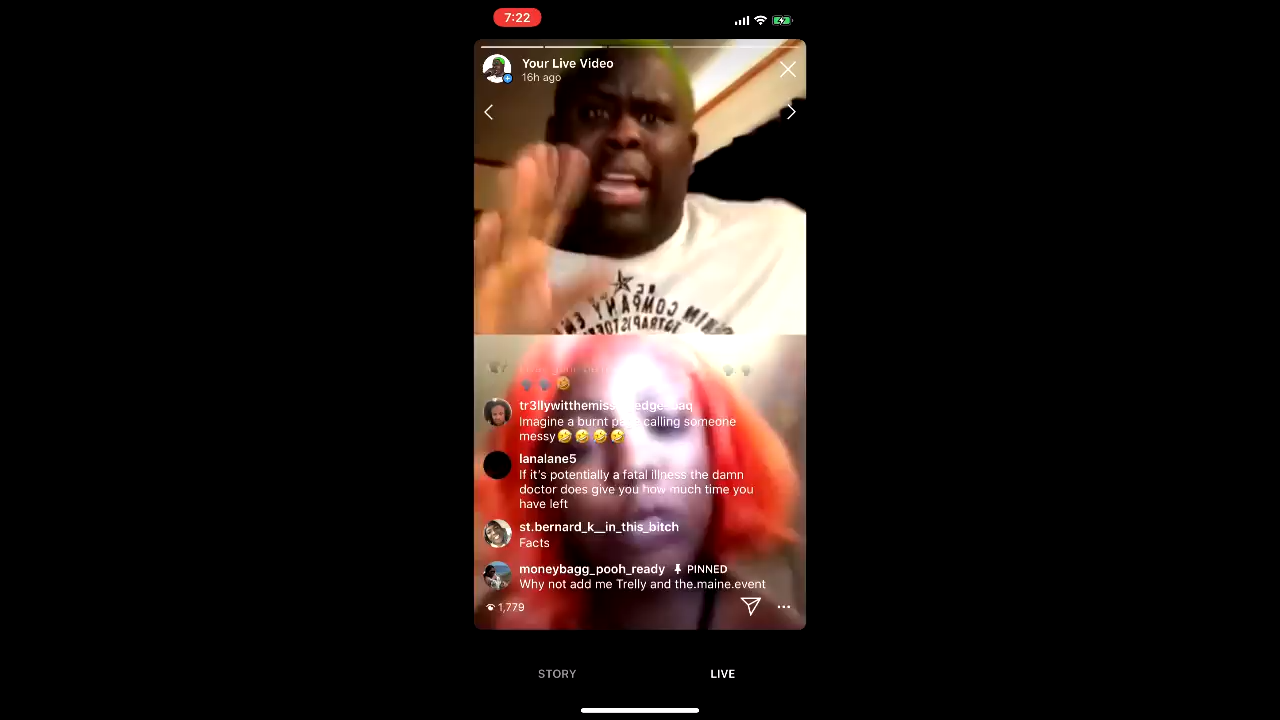 7:22
Your Live Video
16h ago
COMPANY
tr3llywitthemiss
Imagine a burnt calling someone
messy🤣🤣🤣🤣
lanalane5
If it's potentially a fatal illness the damn
doctor does give you how much time you
have left
st.bernard_k__in_this_bitch
Facts
moneybagg_pooh_ready PINNED
Why not add me Trelly and the.maine.event
1,779
STORY
LIVE